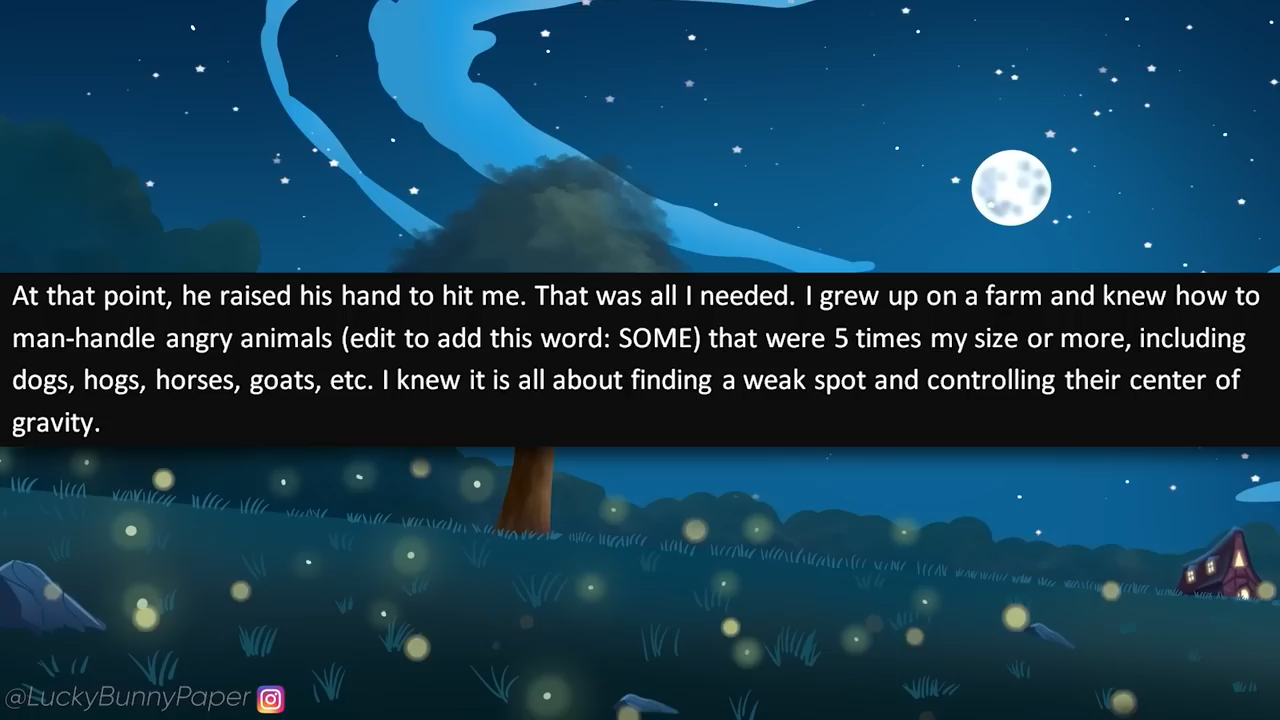 At that point, he raised his hand to hit me. That was all I needed. I grew up on a farm and knew how to
man-handle angry animals (edit to add this word: SOME) that were 5 times my size or more, including
dogs, hogs, horses, goats, etc. I knew it is all about finding a weak spot and controlling their center of
gravity.
@LuckyBunnyPaper